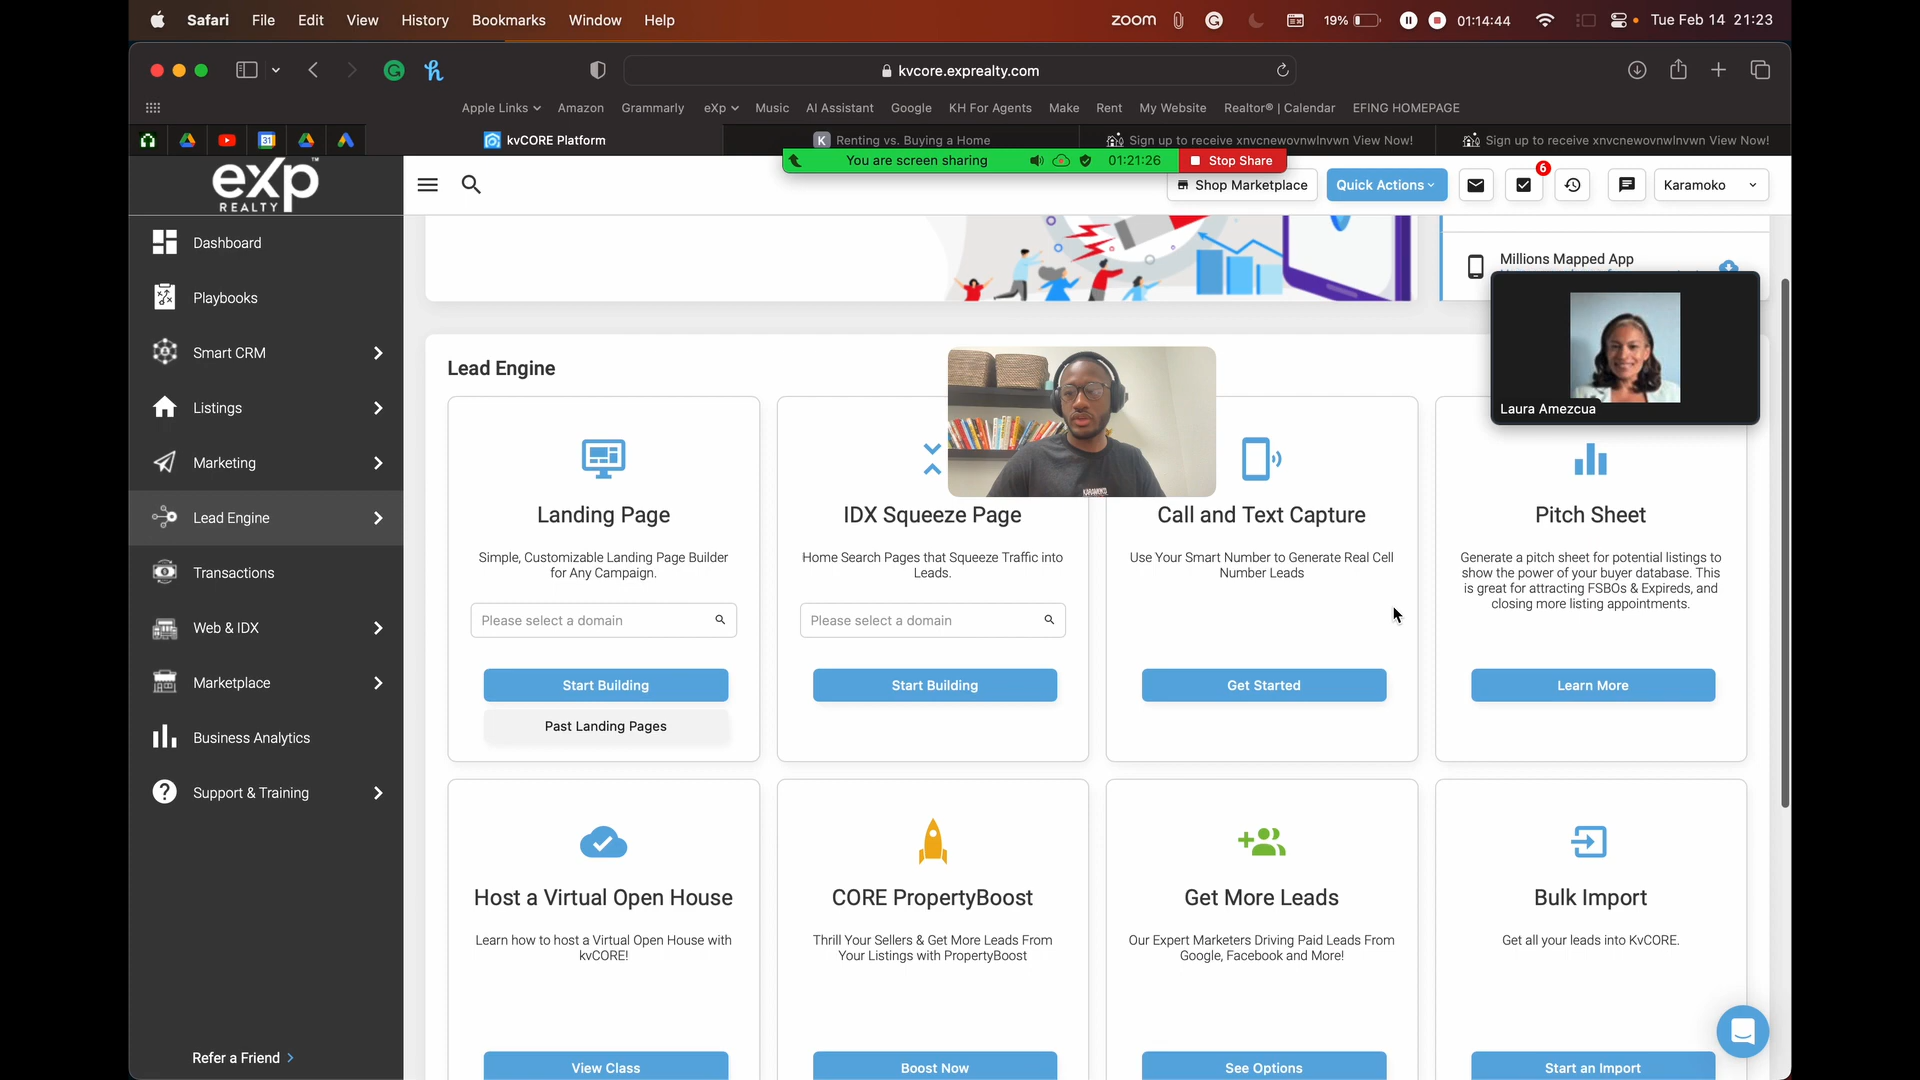 Safari File Edit View History Bookmarks Window Help
zoom 19% 01:14:44 Tue Feb 14 21:23
kvcore.exprealty.com
Apple Links Amazon Grammarly eXp Music AI Assistant Google KH For Agents Make Rent My Website Realtor® | Calendar EFING HOMEPAGE
31 kvCORE Platform K Renting vs. Buying a Home Sign up to receive xnvcnewovnwlnvwn View Now! Sign up to receive xnvcnewovnwlnvwn View Now!
You are screen sharing 01:21:26 Stop Share
eXp
REALTY
Shop Marketplace Quick Actions 6 Karamoko
Dashboard
Playbooks
Smart CRM
Listings
Marketing
Lead Engine
Transactions
Web & IDX
Marketplace
Business Analytics
Support & Training
Refer a Friend
Millions Mapped App
Laura Amezcua
Lead Engine
Landing Page
Simple, Customizable Landing Page Builder
for Any Campaign.
Please select a domain
Start Building
Past Landing Pages
IDX Squeeze Page
Home Search Pages that Squeeze Traffic into
Leads.
Please select a domain
Start Building
Call and Text Capture
Use Your Smart Number to Generate Real Cell
Number Leads
Get Started
Pitch Sheet
Generate a pitch sheet for potential listings to
show the power of your buyer database. This
is great for attracting FSBOs & Expireds, and
closing more listing appointments.
Learn More
Host a Virtual Open House
Learn how to host a Virtual Open House with
kvCORE!
View Class
CORE PropertyBoost
Thrill Your Sellers & Get More Leads From
Your Listings with PropertyBoost
Boost Now
Get More Leads
Our Expert Marketers Driving Paid Leads From
Google, Facebook and More!
See Options
Bulk Import
Get all your leads into KvCORE.
Start an Import